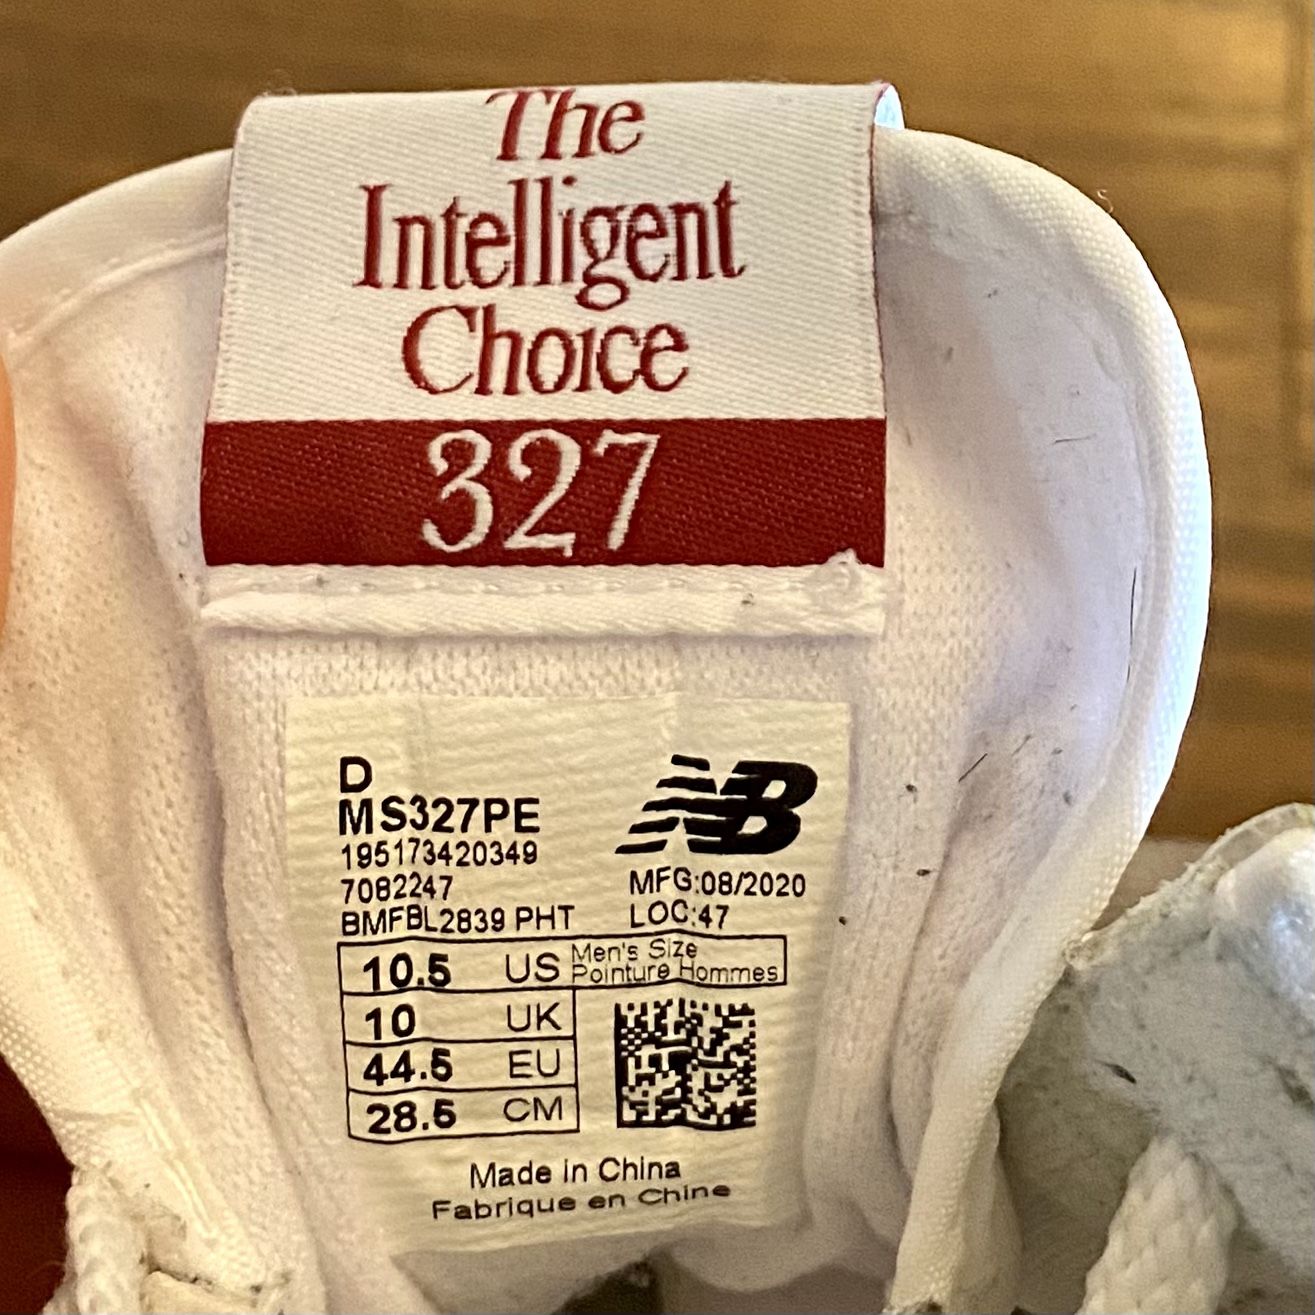 The
Intelligent
Choice
327
D
MS327PE
195173420349
7082247
BMFBL2839 PHT
NB
MFG:08/2020
LOC:47
10.5 US Men's Size
Pointure Hommes
10 UK
44.5 EU
28.5 CM
Made in China
Fabrique en Chine